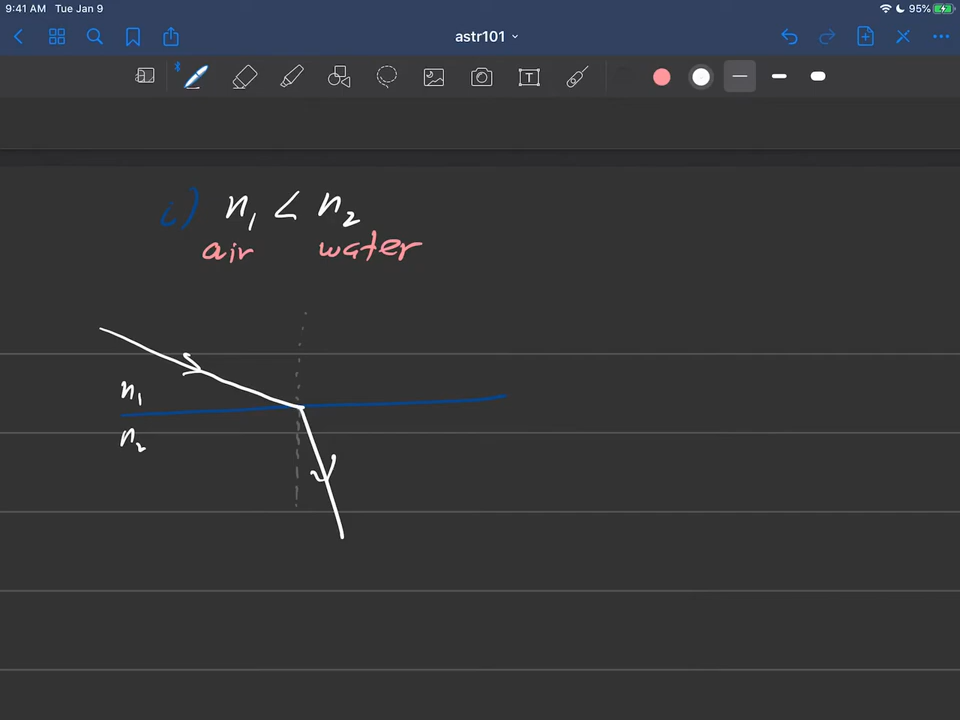 9:41 AM Tue Jan 9 95%
astr101
T
i) n₁ < n₂
air water
n₁
n₂